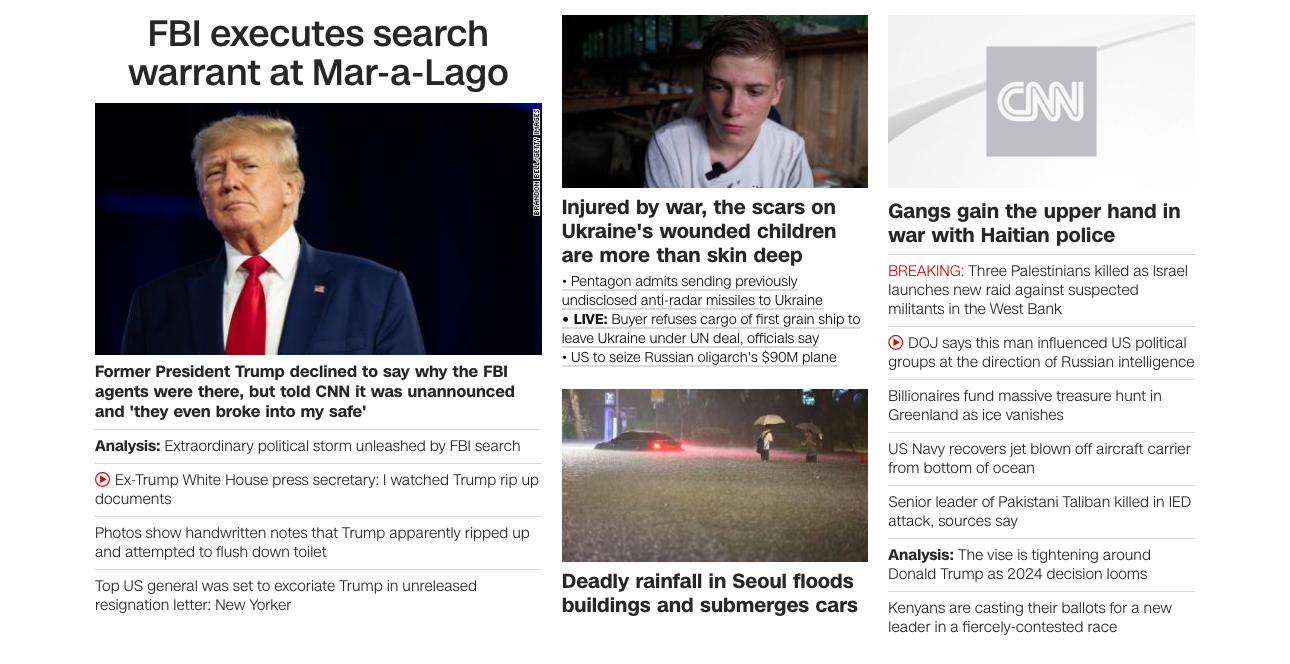 FBI executes search
warrant at Mar-a-Lago
BRANDON BELL/GETTY IMAGES
Former President Trump declined to say why the FBI
agents were there, but told CNN it was unannounced
and 'they even broke into my safe'
Analysis: Extraordinary political storm unleashed by FBI search
Ex-Trump White House press secretary: I watched Trump rip up
documents
Photos show handwritten notes that Trump apparently ripped up
and attempted to flush down toilet
Top US general was set to excoriate Trump in unreleased
resignation letter: New Yorker
Injured by war, the scars on
Ukraine's wounded children
are more than skin deep
• Pentagon admits sending previously
undisclosed anti-radar missiles to Ukraine
• LIVE: Buyer refuses cargo of first grain ship to
leave Ukraine under UN deal, officials say
• US to seize Russian oligarch's $90M plane
Deadly rainfall in Seoul floods
buildings and submerges cars
CNN
Gangs gain the upper hand in
war with Haitian police
BREAKING: Three Palestinians killed as Israel
launches new raid against suspected
militants in the West Bank
DOJ says this man influenced US political
groups at the direction of Russian intelligence
Billionaires fund massive treasure hunt in
Greenland as ice vanishes
US Navy recovers jet blown off aircraft carrier
from bottom of ocean
Senior leader of Pakistani Taliban killed in IED
attack, sources say
Analysis: The vise is tightening around
Donald Trump as 2024 decision looms
Kenyans are casting their ballots for a new
leader in a fiercely-contested race